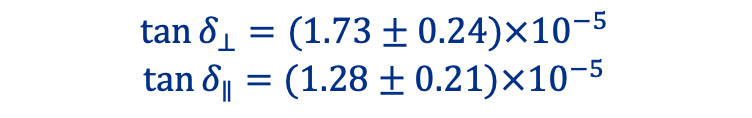 tan δ⊥ = (1.73 ± 0.24)×10⁻⁵
tan δ∥ = (1.28 ± 0.21)×10⁻⁵